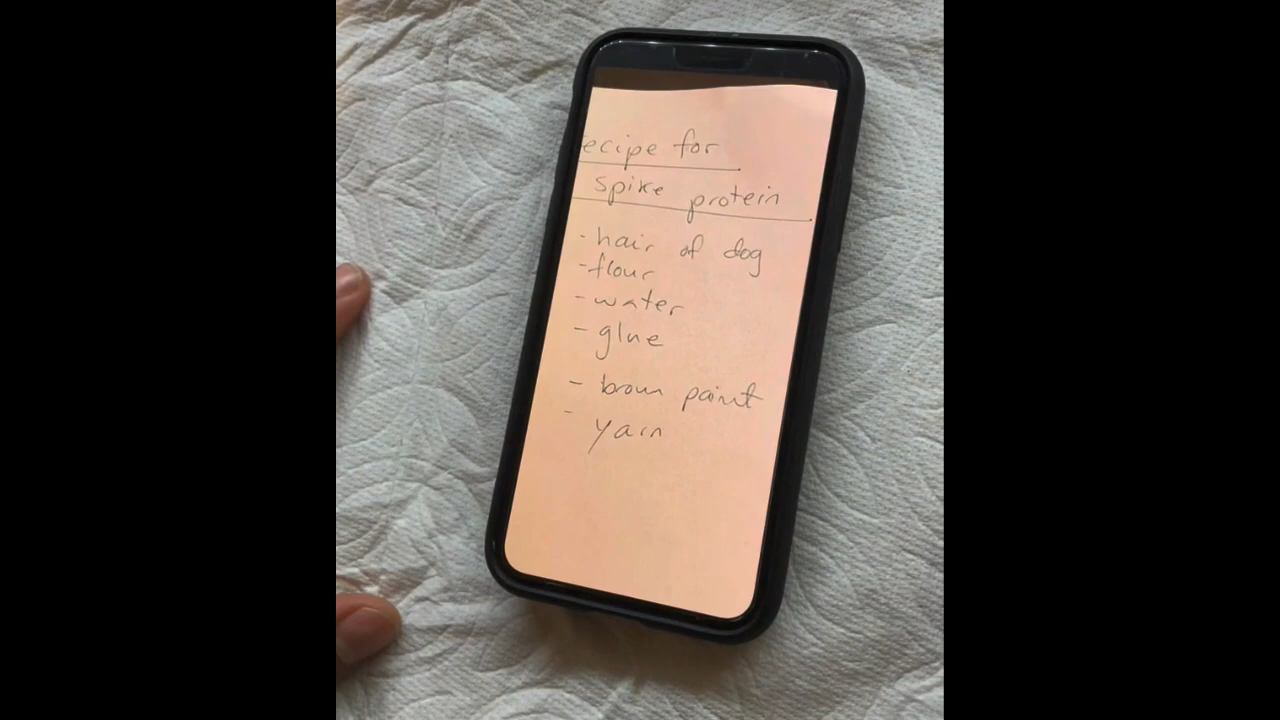 ecipe for
spike protein
- hair of dog
- flour
- water
- glue
- brown paint
- yarn